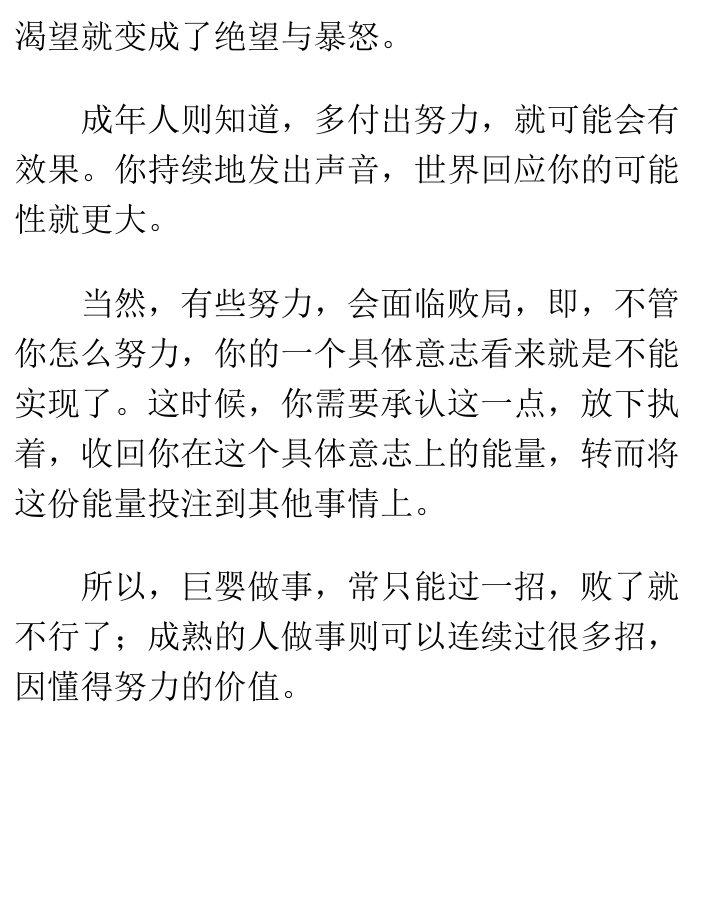 渴望就变成了绝望与暴怒。
成年人则知道，多付出努力，就可能会有
效果。你持续地发出声音，世界回应你的可能
性就更大。
当然，有些努力，会面临败局，即，不管
你怎么努力，你的一个具体意志看来就是不能
实现了。这时候，你需要承认这一点，放下执
着，收回你在这个具体意志上的能量，转而将
这份能量投注到其他事情上。
所以，巨婴做事，常只能过一招，败了就
不行了；成熟的人做事则可以连续过很多招，
因懂得努力的价值。